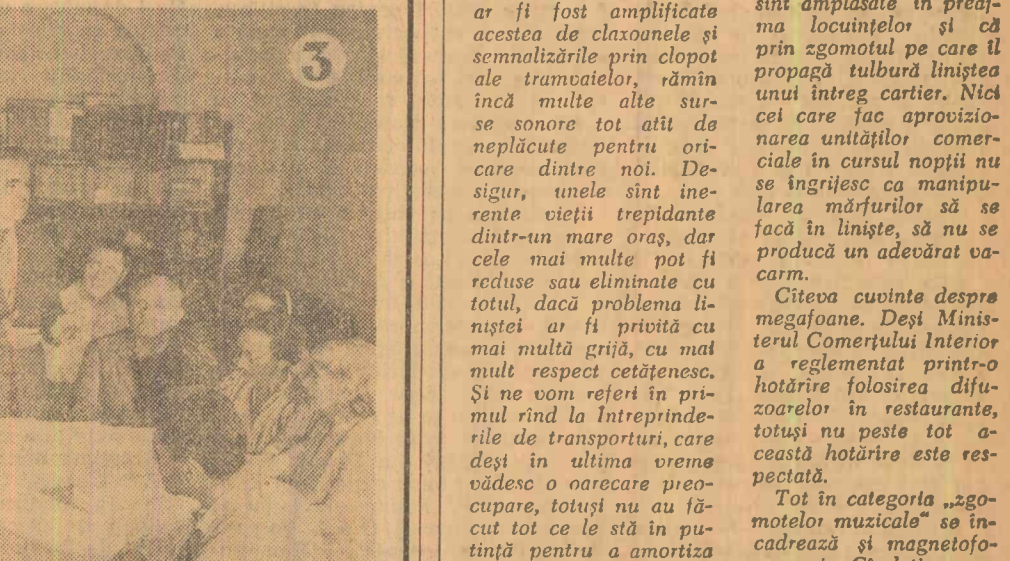 3
ar fi fost amplificate
acestea de claxoanele și
semnalizările prin clopot
ale tramvaielor, rămîn
încă multe alte sur-
se sonore tot atît de
neplăcute pentru ori-
care dintre noi. De-
sigur, unele sînt ine-
rente vieții trepidante
dintr-un mare oraș, dar
cele mai multe pot fi
reduse sau eliminate cu
totul, dacă problema li-
niștei ar fi privită cu
mai multă grijă, cu mai
mult respect cetățenesc.
Și ne vom referi în pri-
mul rînd la Intreprinde-
rile de transporturi, care
deși în ultima vreme
vădesc o oarecare preo-
cupare, totuși nu au fă-
cut tot ce le stă în pu-
tință pentru a amortiza
sînt amplasate în preaj-
ma locuințelor și că
prin zgomotul pe care îl
propagă tulbură liniștea
unui întreg cartier. Nici
cei care fac aprovizio-
narea unităților comer-
ciale în cursul nopții nu
se îngrijesc ca manipu-
larea mărfurilor să se
facă în liniște, să nu se
producă un adevărat va-
carm.
Cîteva cuvinte despre
megafoane. Deși Minis-
terul Comerțului Interior
a reglementat printr-o
hotărîre folosirea difu-
zoarelor în restaurante,
totuși nu peste tot a-
ceastă hotărîre este res-
pectată.
Tot în categoria „zgo-
motelor muzicale" se în-
cadrează și magnetofo-